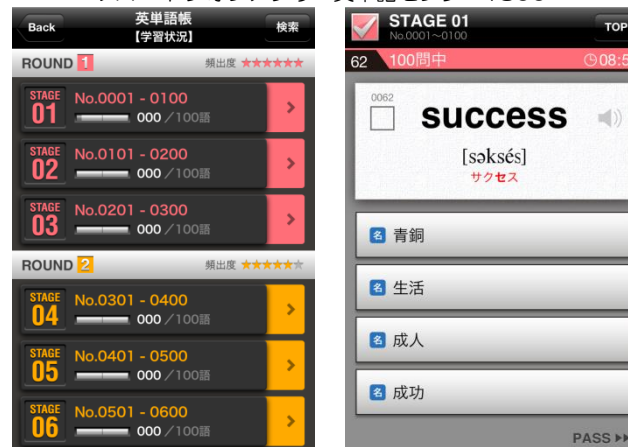 Back
英単語帳
【学習状況】
検索
ROUND 1
頻出度 ★★★★★★
STAGE
01
No.0001 - 0100
000 /100語
STAGE
02
No.0101 - 0200
000 /100語
STAGE
03
No.0201 - 0300
000 /100語
ROUND 2
頻出度 ★★★★★★
STAGE
04
No.0301 - 0400
000 /100語
STAGE
05
No.0401 - 0500
000 /100語
STAGE
06
No.0501 - 0600
000 /100語
STAGE 01
No.0001~0100
TOP
62 100問中
08:5
0062
success
[səksés]
サクセス
名 青銅
名 生活
名 成人
名 成功
PASS